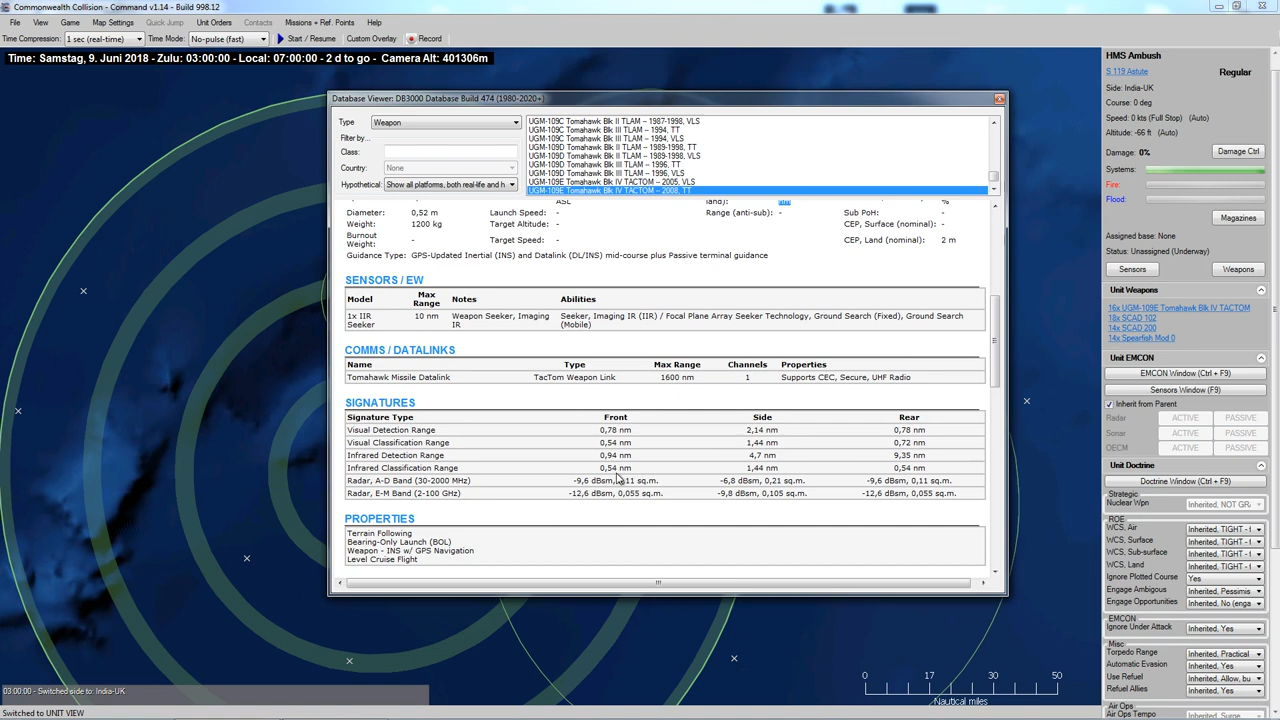 Commonwealth Collision - Command v1.14 - Build 998.12
File View Game Map Settings Quick Jump Unit Orders Contacts Missions + Ref. Points Help
Time Compression: 1 sec (real-time) Time Mode: No-pulse (fast) Start / Resume Custom Overlay Record
Time: Samstag, 9. Juni 2018 - Zulu: 03:00:00 - Local: 07:00:00 - 2 d to go - Camera Alt: 401306m
Database Viewer: DB3000 Database Build 474 (1980-2020+)
Type Weapon
Filter by...
Class:
Country: None
Hypothetical: Show all platforms, both real-life and h
UGM-109C Tomahawk Blk II TLAM -- 1987-1998, VLS
UGM-109C Tomahawk Blk III TLAM -- 1994, TT
UGM-109C Tomahawk Blk III TLAM -- 1994, VLS
UGM-109D Tomahawk Blk II TLAM -- 1989-1998, TT
UGM-109D Tomahawk Blk II TLAM -- 1989-1998, VLS
UGM-109D Tomahawk Blk III TLAM -- 1996, TT
UGM-109D Tomahawk Blk III TLAM -- 1996, VLS
UGM-109E Tomahawk Blk IV TACTOM -- 2005, VLS
UGM-109E Tomahawk Blk IV TACTOM -- 2008, TT
ASL land): nm %
Diameter: 0,52 m Launch Speed: - Range (anti-sub): - Sub PoH: -
Weight: 1200 kg Target Altitude: - CEP, Surface (nominal): -
Burnout Weight: - Target Speed: - CEP, Land (nominal): 2 m
Guidance Type: GPS-Updated Inertial (INS) and Datalink (DL/INS) mid-course plus Passive terminal guidance
SENSORS / EW
Model Max Range Notes Abilities
1x IIR Seeker 10 nm Weapon Seeker, Imaging IR Seeker, Imaging IR (IIR) / Focal Plane Array Seeker Technology, Ground Search (Fixed), Ground Search (Mobile)
COMMS / DATALINKS
Name Type Max Range Channels Properties
Tomahawk Missile Datalink TacTom Weapon Link 1600 nm 1 Supports CEC, Secure, UHF Radio
SIGNATURES
Signature Type Front Side Rear
Visual Detection Range 0,78 nm 2,14 nm 0,78 nm
Visual Classification Range 0,54 nm 1,44 nm 0,72 nm
Infrared Detection Range 0,94 nm 4,7 nm 9,35 nm
Infrared Classification Range 0,54 nm 1,44 nm 0,54 nm
Radar, A-D Band (30-2000 MHz) -9,6 dBsm, 0,11 sq.m. -6,8 dBsm, 0,21 sq.m. -9,6 dBsm, 0,11 sq.m.
Radar, E-M Band (2-100 GHz) -12,6 dBsm, 0,055 sq.m. -9,8 dBsm, 0,105 sq.m. -12,6 dBsm, 0,055 sq.m.
PROPERTIES
Terrain Following
Bearing-Only Launch (BOL)
Weapon - INS w/ GPS Navigation
Level Cruise Flight
HMS Ambush
S 119 Astute Regular
Side: India-UK
Course: 0 deg
Speed: 0 kts (Full Stop) (Auto)
Altitude: -66 ft (Auto)
Damage: 0% Damage Ctrl
Systems:
Fire:
Flood:
Magazines
Assigned base: None
Status: Unassigned (Underway)
Sensors Weapons
Unit Weapons
16x UGM-109E Tomahawk Blk IV TACTOM
18x SCAD 102
14x SCAD 200
14x Spearfish Mod 0
Unit EMCON
EMCON Window (Ctrl + F9)
Sensors Window (F9)
Inherit from Parent
Radar ACTIVE PASSIVE
Sonar ACTIVE PASSIVE
OECM ACTIVE PASSIVE
Unit Doctrine
Doctrine Window (Ctrl + F9)
Strategic
Nuclear Wpn Inherited, NOT GR
ROE
WCS, Air Inherited, TIGHT -
WCS, Surface Inherited, TIGHT -
WCS, Sub-surface Inherited, TIGHT -
WCS, Land Inherited, TIGHT -
Ignore Plotted Course Yes
Engage Ambiguous Inherited, Pessimis
Engage Opportunities Inherited, No (enga
EMCON
Ignore Under Attack Inherited, Yes
Misc
Torpedo Range Inherited, Practical
Automatic Evasion Inherited, Yes
Use Refuel Inherited, Allow, bu
Refuel Allies Inherited, Yes
Air Ops
Air Ops Tempo Inherited, Surge
0 17 30 50
Nautical miles
03:00:00 - Switched side to: India-UK
Switched to UNIT VIEW